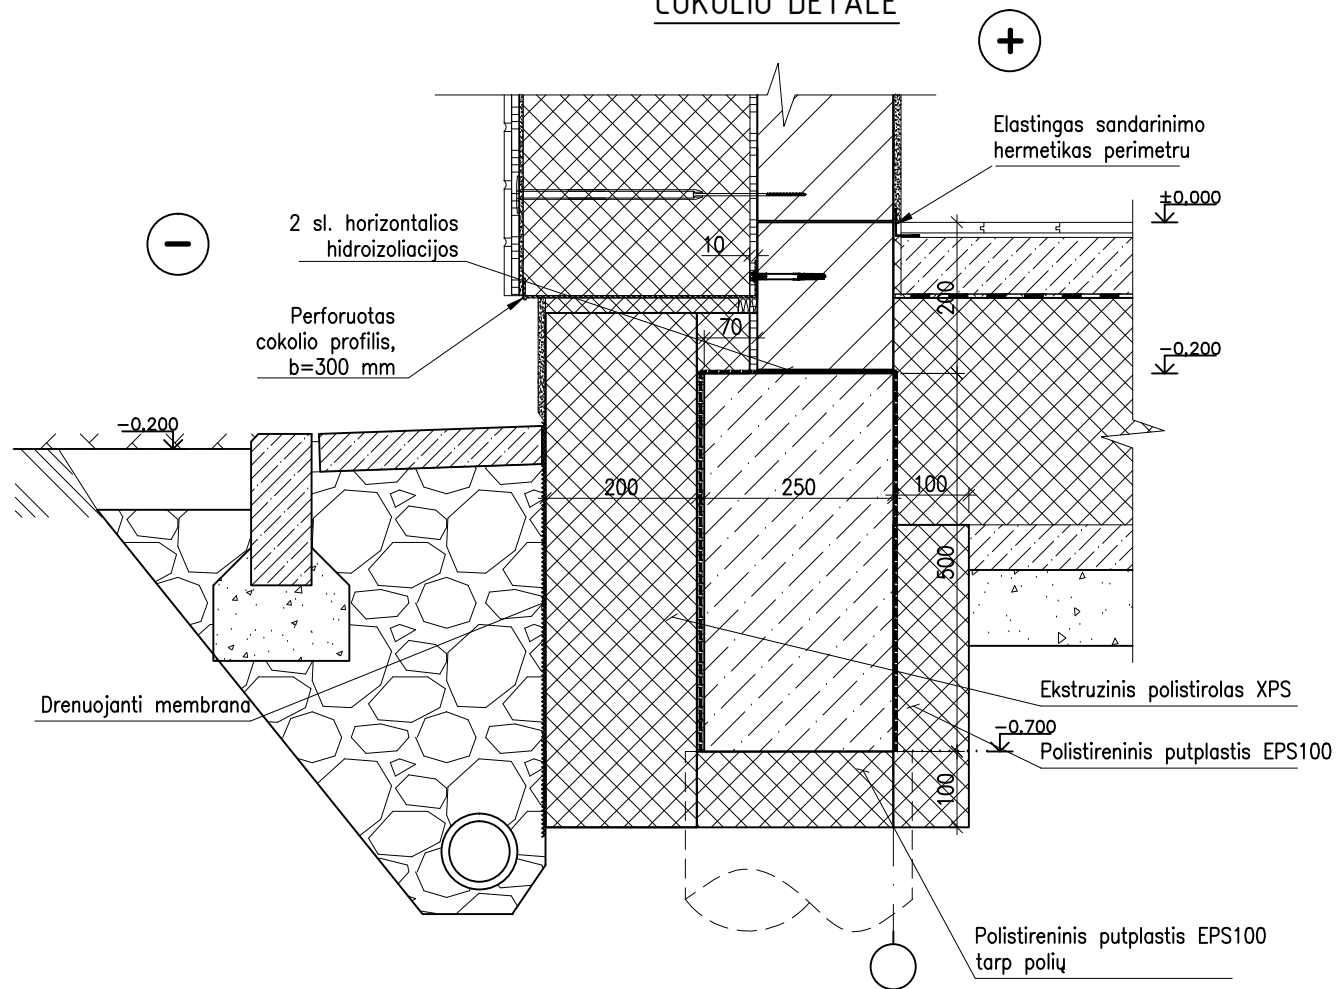 COKOLIO DETALĖ
+
Elastingas sandarinimo
hermetikas perimetru
±0,000
2 sl. horizontalios
hidroizoliacijos
−
10
200
Perforuotas
cokolio profilis,
b=300 mm
70
-0,200
-0,200
200
250
100
500
Drenuojanti membrana
Ekstruzinis polistirolas XPS
-0,700
Polistireninis putplastis EPS100
100
Polistireninis putplastis EPS100
tarp polių